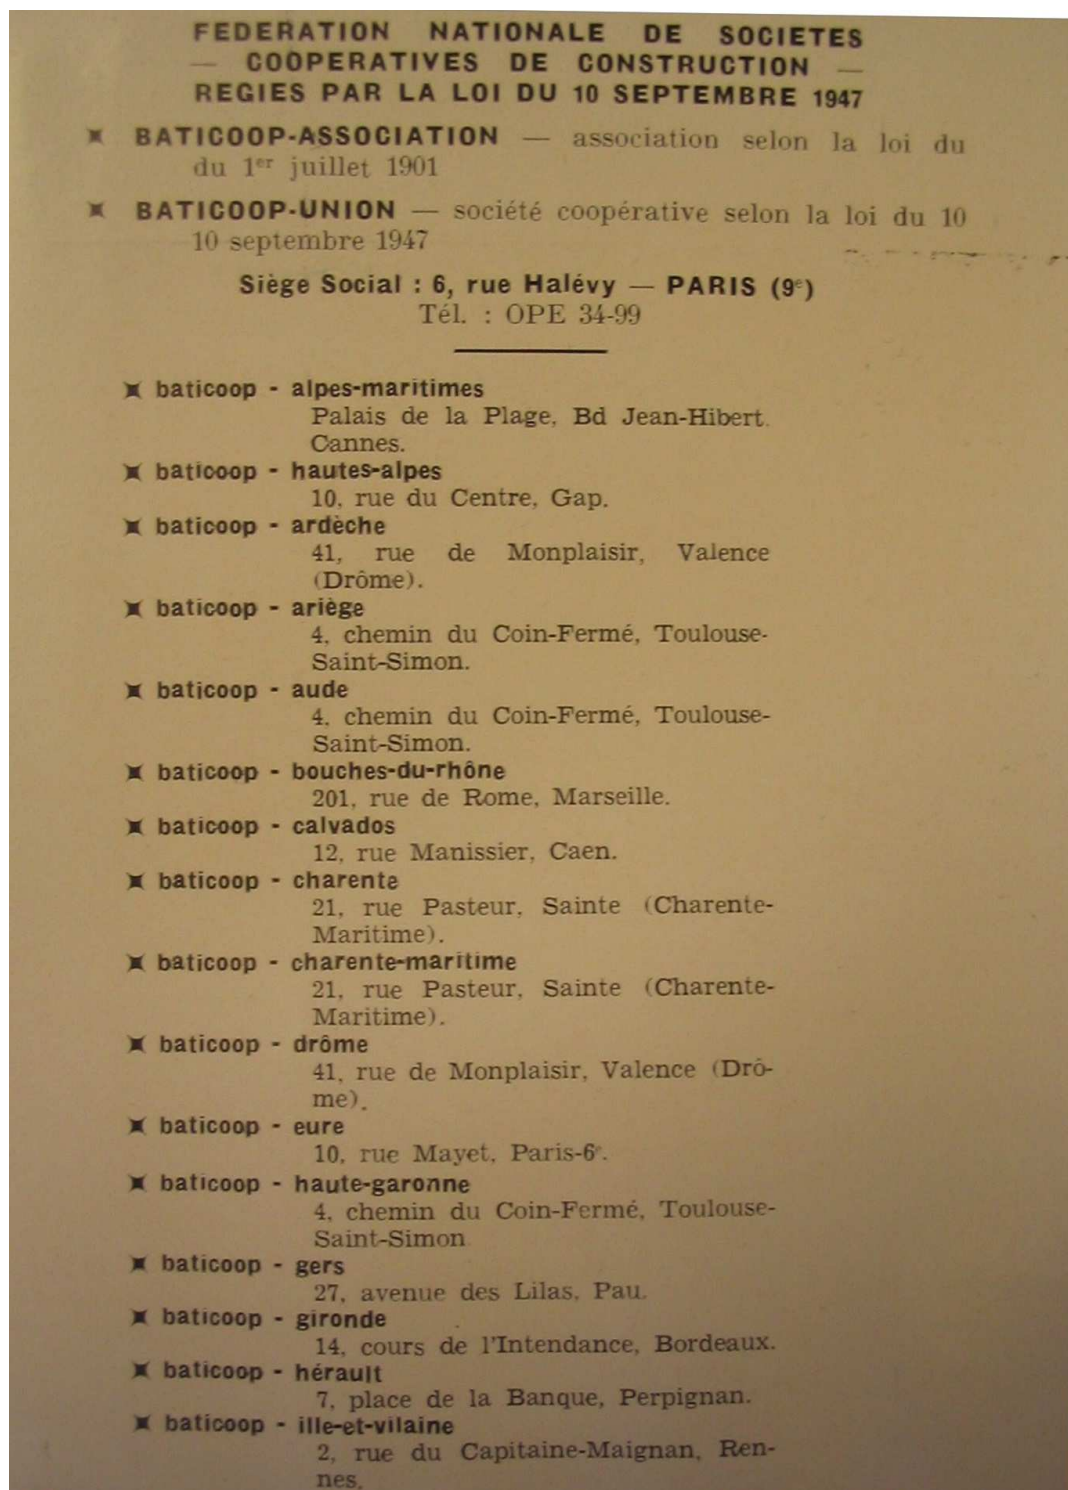 FEDERATION NATIONALE DE SOCIETES
— COOPERATIVES DE CONSTRUCTION —
REGIES PAR LA LOI DU 10 SEPTEMBRE 1947
BATICOOP-ASSOCIATION — association selon la loi du
du 1er juillet 1901
BATICOOP-UNION — société coopérative selon la loi du 10
10 septembre 1947
Siège Social : 6, rue Halévy — PARIS (9e)
Tél. : OPE 34-99
baticoop - alpes-maritimes
Palais de la Plage, Bd Jean-Hibert.
Cannes.
baticoop - hautes-alpes
10, rue du Centre, Gap.
baticoop - ardèche
41, rue de Monplaisir, Valence
(Drôme).
baticoop - ariège
4, chemin du Coin-Fermé, Toulouse-
Saint-Simon.
baticoop - aude
4, chemin du Coin-Fermé, Toulouse-
Saint-Simon.
baticoop - bouches-du-rhône
201, rue de Rome, Marseille.
baticoop - calvados
12, rue Manissier, Caen.
baticoop - charente
21, rue Pasteur, Sainte (Charente-
Maritime).
baticoop - charente-maritime
21, rue Pasteur, Sainte (Charente-
Maritime).
baticoop - drôme
41, rue de Monplaisir, Valence (Drô-
me).
baticoop - eure
10, rue Mayet, Paris-6e.
baticoop - haute-garonne
4, chemin du Coin-Fermé, Toulouse-
Saint-Simon
baticoop - gers
27, avenue des Lilas, Pau.
baticoop - gironde
14, cours de l'Intendance, Bordeaux.
baticoop - hérault
7, place de la Banque, Perpignan.
baticoop - ille-et-vilaine
2, rue du Capitaine-Maignan, Ren-
nes.